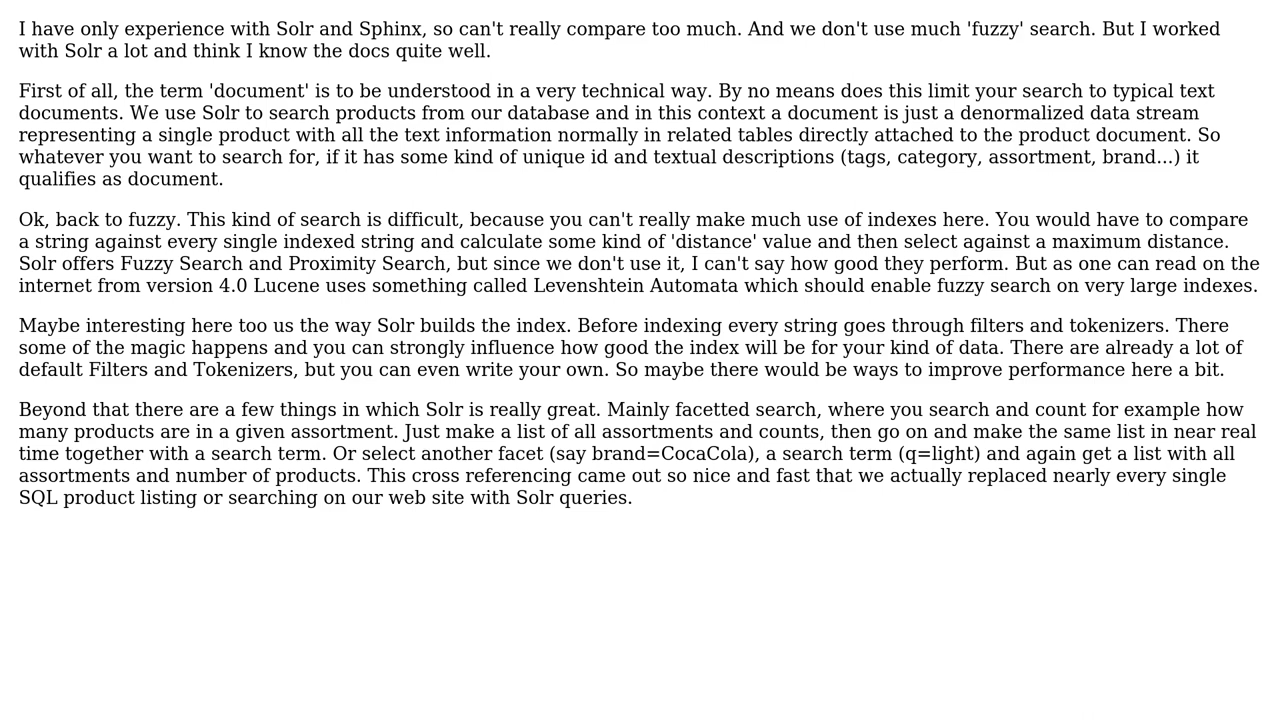 I have only experience with Solr and Sphinx, so can't really compare too much. And we don't use much 'fuzzy' search. But I worked
with Solr a lot and think I know the docs quite well.
First of all, the term 'document' is to be understood in a very technical way. By no means does this limit your search to typical text
documents. We use Solr to search products from our database and in this context a document is just a denormalized data stream
representing a single product with all the text information normally in related tables directly attached to the product document. So
whatever you want to search for, if it has some kind of unique id and textual descriptions (tags, category, assortment, brand...) it
qualifies as document.
Ok, back to fuzzy. This kind of search is difficult, because you can't really make much use of indexes here. You would have to compare
a string against every single indexed string and calculate some kind of 'distance' value and then select against a maximum distance.
Solr offers Fuzzy Search and Proximity Search, but since we don't use it, I can't say how good they perform. But as one can read on the
internet from version 4.0 Lucene uses something called Levenshtein Automata which should enable fuzzy search on very large indexes.
Maybe interesting here too us the way Solr builds the index. Before indexing every string goes through filters and tokenizers. There
some of the magic happens and you can strongly influence how good the index will be for your kind of data. There are already a lot of
default Filters and Tokenizers, but you can even write your own. So maybe there would be ways to improve performance here a bit.
Beyond that there are a few things in which Solr is really great. Mainly facetted search, where you search and count for example how
many products are in a given assortment. Just make a list of all assortments and counts, then go on and make the same list in near real
time together with a search term. Or select another facet (say brand=CocaCola), a search term (q=light) and again get a list with all
assortments and number of products. This cross referencing came out so nice and fast that we actually replaced nearly every single
SQL product listing or searching on our web site with Solr queries.